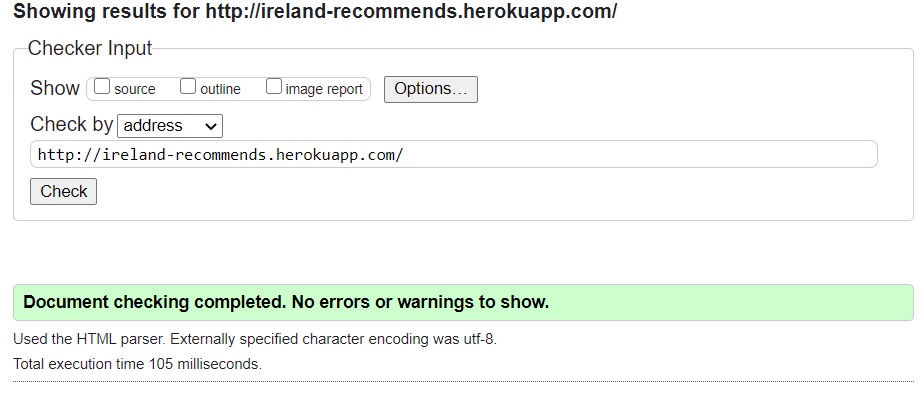 Showing results for http://ireland-recommends.herokuapp.com/
Checker Input
Show source outline image report Options...
Check by address
http://ireland-recommends.herokuapp.com/
Check
Document checking completed. No errors or warnings to show.
Used the HTML parser. Externally specified character encoding was utf-8.
Total execution time 105 milliseconds.